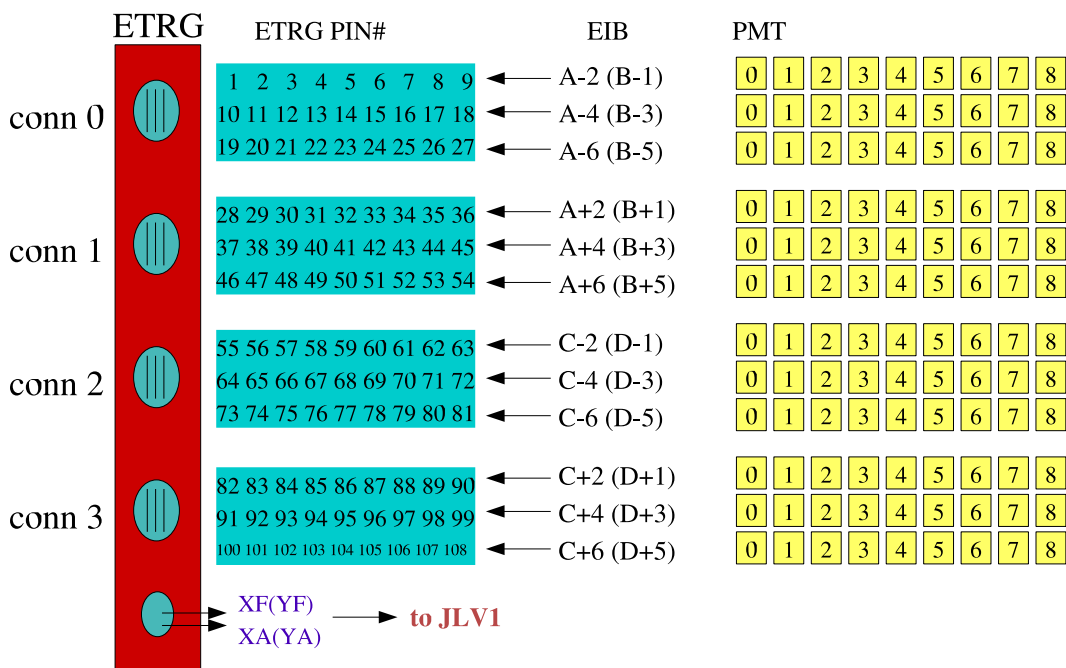 ETRG ETRG PIN# EIB PMT
1 2 3 4 5 6 7 8 9 A-2 (B-1) 0 1 2 3 4 5 6 7 8
conn 0 10 11 12 13 14 15 16 17 18 A-4 (B-3) 0 1 2 3 4 5 6 7 8
19 20 21 22 23 24 25 26 27 A-6 (B-5) 0 1 2 3 4 5 6 7 8
28 29 30 31 32 33 34 35 36 A+2 (B+1) 0 1 2 3 4 5 6 7 8
conn 1 37 38 39 40 41 42 43 44 45 A+4 (B+3) 0 1 2 3 4 5 6 7 8
46 47 48 49 50 51 52 53 54 A+6 (B+5) 0 1 2 3 4 5 6 7 8
55 56 57 58 59 60 61 62 63 C-2 (D-1) 0 1 2 3 4 5 6 7 8
conn 2 64 65 66 67 68 69 70 71 72 C-4 (D-3) 0 1 2 3 4 5 6 7 8
73 74 75 76 77 78 79 80 81 C-6 (D-5) 0 1 2 3 4 5 6 7 8
82 83 84 85 86 87 88 89 90 C+2 (D+1) 0 1 2 3 4 5 6 7 8
conn 3 91 92 93 94 95 96 97 98 99 C+4 (D+3) 0 1 2 3 4 5 6 7 8
100 101 102 103 104 105 106 107 108 C+6 (D+5) 0 1 2 3 4 5 6 7 8
XF(YF)
XA(YA) to JLV1